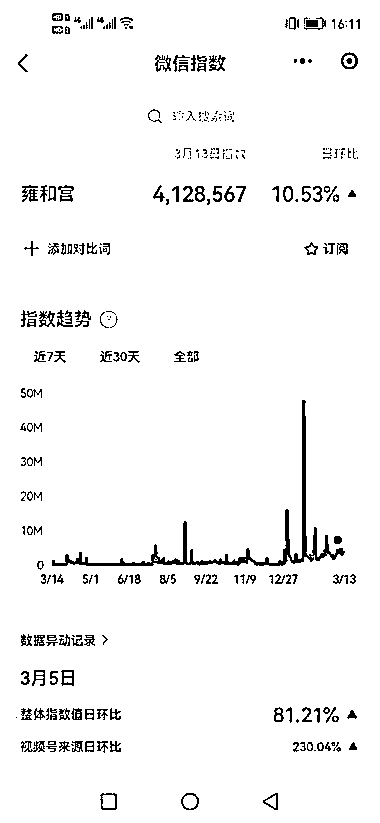 16:11
微信指数
输入搜索词
3月13日指数 日环比
雍和宫 4,128,567 10.53%
添加对比词 订阅
指数趋势 ?
近7天 近30天 全部
50M
40M
30M
20M
10M
0
3/14 5/1 6/18 8/5 9/22 11/9 12/27 3/13
数据异动记录 >
3月5日
整体指数值日环比 81.21%
视频号来源日环比 230.04%